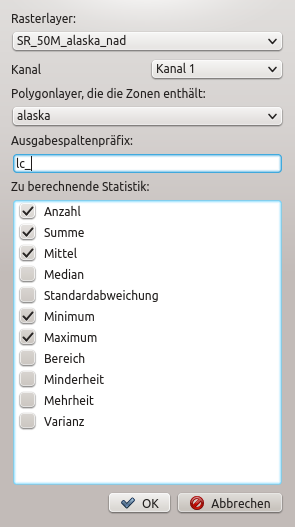 Rasterlayer:
SR_50M_alaska_nad
Kanal Kanal 1
Polygonlayer, die die Zonen enthält:
alaska
Ausgabespaltenpräfix:
lc_
Zu berechnende Statistik:
Anzahl
Summe
Mittel
Median
Standardabweichung
Minimum
Maximum
Bereich
Minderheit
Mehrheit
Varianz
OK Abbrechen